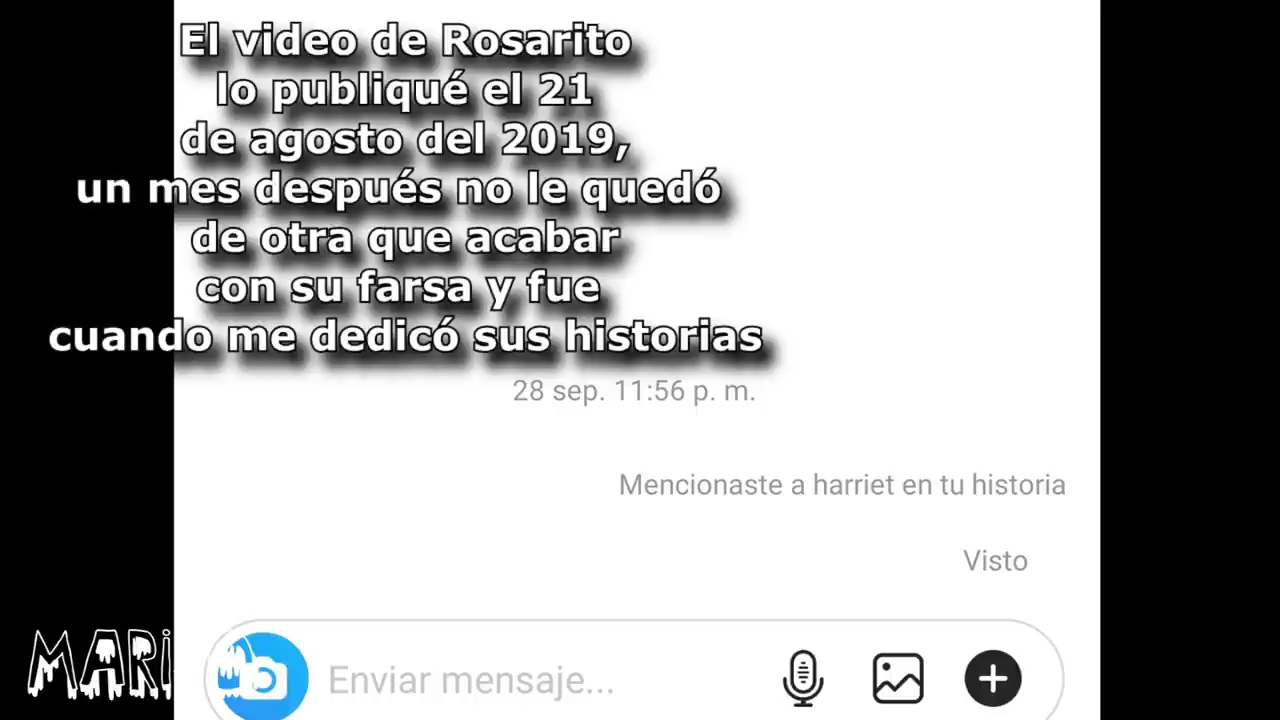 El video de Rosarito
lo publiqué el 21
de agosto del 2019,
un mes después no le quedó
de otra que acabar
con su farsa y fue
cuando me dedicó sus historias
28 sep. 11:56 p. m.
Mencionaste a harriet en tu historia
Visto
Enviar mensaje...
MARi